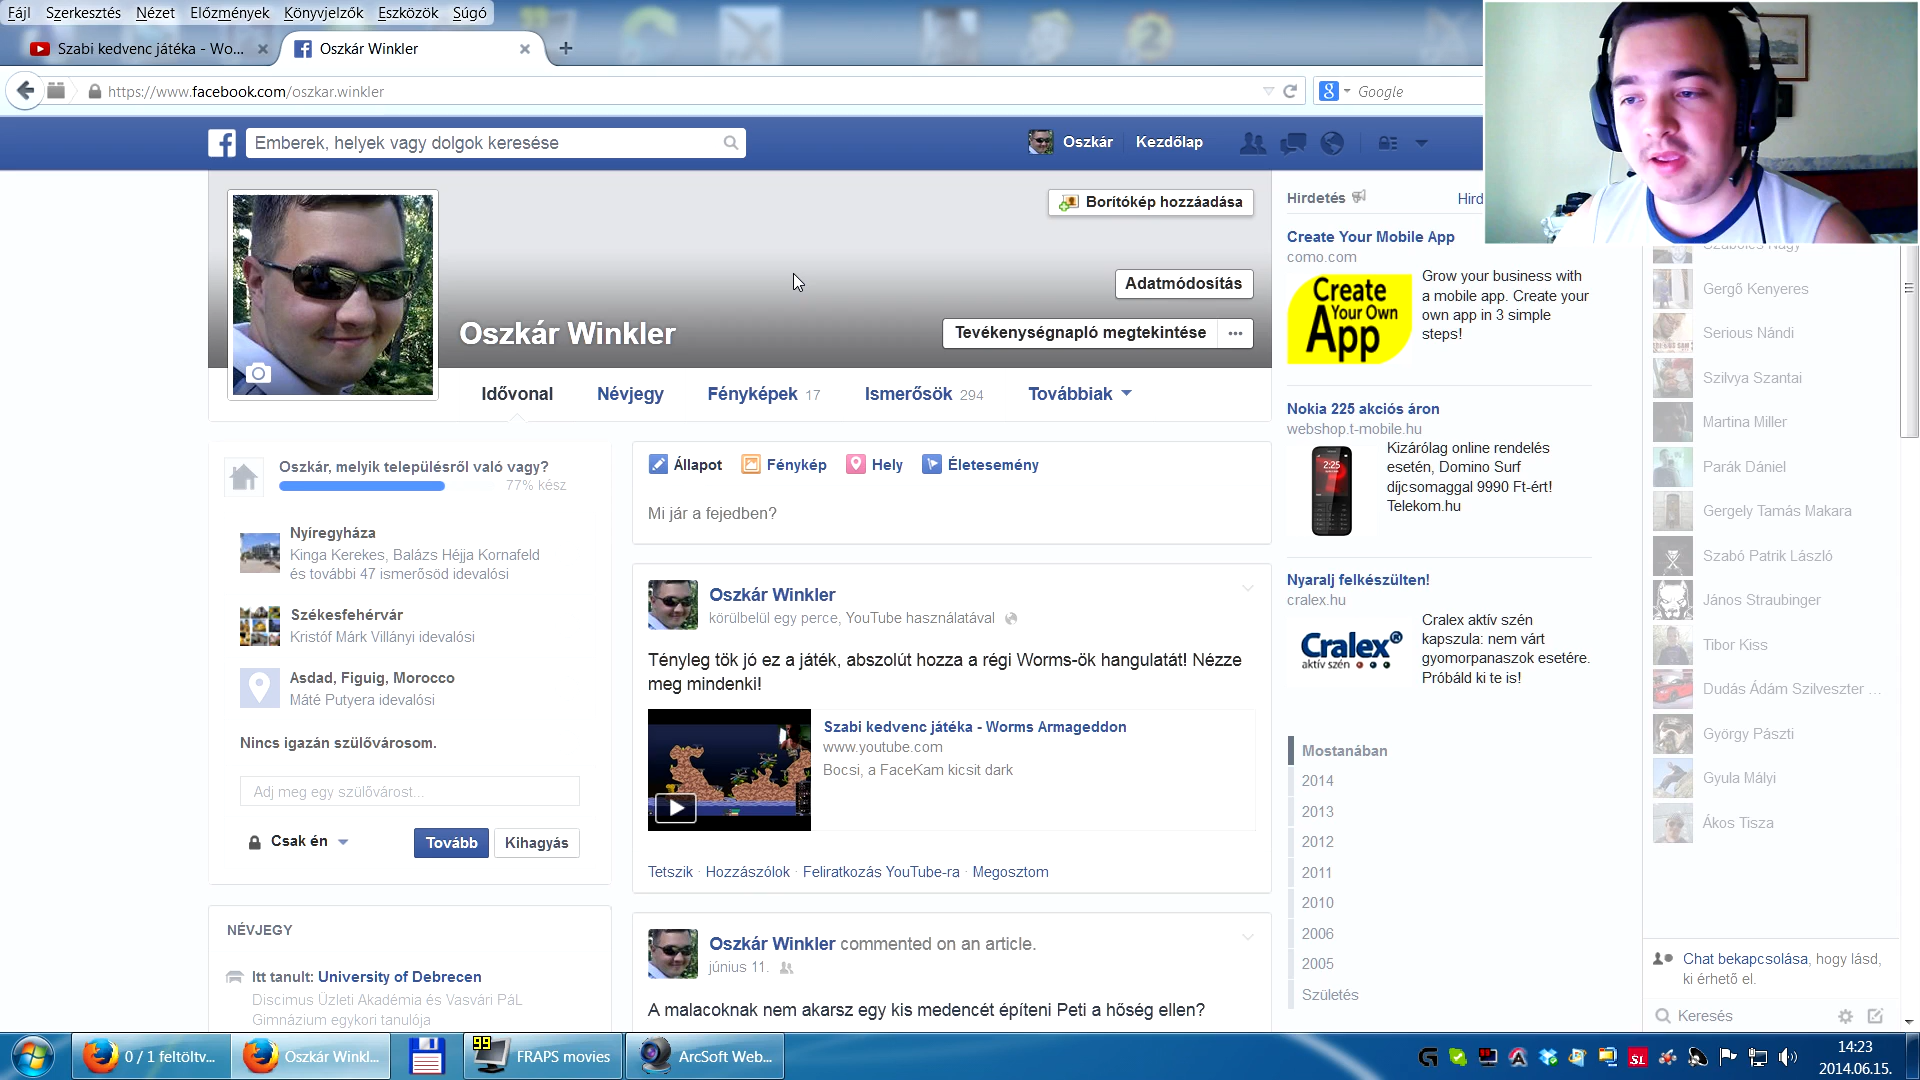 Fájl Szerkesztés Nézet Előzmények Könyvjelzők Eszközök Súgó
Szabi kedvenc játéka - Wo...
Oszkár Winkler
https://www.facebook.com/oszkar.winkler
Google
Emberek, helyek vagy dolgok keresése
Oszkár
Kezdőlap
Borítókép hozzáadása
Adatmódosítás
Oszkár Winkler
Tevékenységnapló megtekintése
Idővonal
Névjegy
Fényképek 17
Ismerősök 294
Továbbiak
Oszkár, melyik településről való vagy?
77% kész
Nyíregyháza
Kinga Kerekes, Balázs Héjja Kornafeld
és további 47 ismerősöd idevalósi
Székesfehérvár
Kristóf Márk Villányi idevalósi
Asdad, Figuig, Morocco
Máté Putyera idevalósi
Nincs igazán szülővárosom.
Adj meg egy szülővárost...
Csak én
Tovább
Kihagyás
NÉVJEGY
Itt tanult: University of Debrecen
Discimus Üzleti Akadémia és Vasvári PáL
Gimnázium egykori tanulója
Állapot
Fénykép
Hely
Életesemény
Mi jár a fejedben?
Oszkár Winkler
körülbelül egy perce, YouTube használatával
Tényleg tök jó ez a játék, abszolút hozza a régi Worms-ök hangulatát! Nézze
meg mindenki!
Szabi kedvenc játéka - Worms Armageddon
www.youtube.com
Bocsi, a FaceKam kicsit dark
Tetszik · Hozzászólok · Feliratkozás YouTube-ra · Megosztom
Oszkár Winkler commented on an article.
június 11.
A malacoknak nem akarsz egy kis medencét építeni Peti a hőség ellen?
Hirdetés
Hird
Create Your Mobile App
como.com
Create
Your Own
App
Grow your business with
a mobile app. Create your
own app in 3 simple
steps!
Nokia 225 akciós áron
webshop.t-mobile.hu
2:25
Kizárólag online rendelés
esetén, Domino Surf
díjcsomaggal 9990 Ft-ért!
Telekom.hu
Nyaralj felkészülten!
cralex.hu
Cralex®
aktív szén
Cralex aktív szén
kapszula: nem várt
gyomorpanaszok esetére.
Próbáld ki te is!
Mostanában
2014
2013
2012
2011
2010
2006
2005
Születés
Szabolcs Nagy
Gergő Kenyeres
Serious Nándi
Szilvya Szantai
Martina Miller
Parák Dániel
Gergely Tamás Makara
Szabó Patrik László
János Straubinger
Tibor Kiss
Dudás Ádám Szilveszter ...
György Pászti
Gyula Mályi
Ákos Tisza
Chat bekapcsolása, hogy lásd,
ki érhető el.
Keresés
0 / 1 feltöltv...
Oszkár Winkl...
99
FRAPS movies
ArcSoft Web...
SL
14:23
2014.06.15.